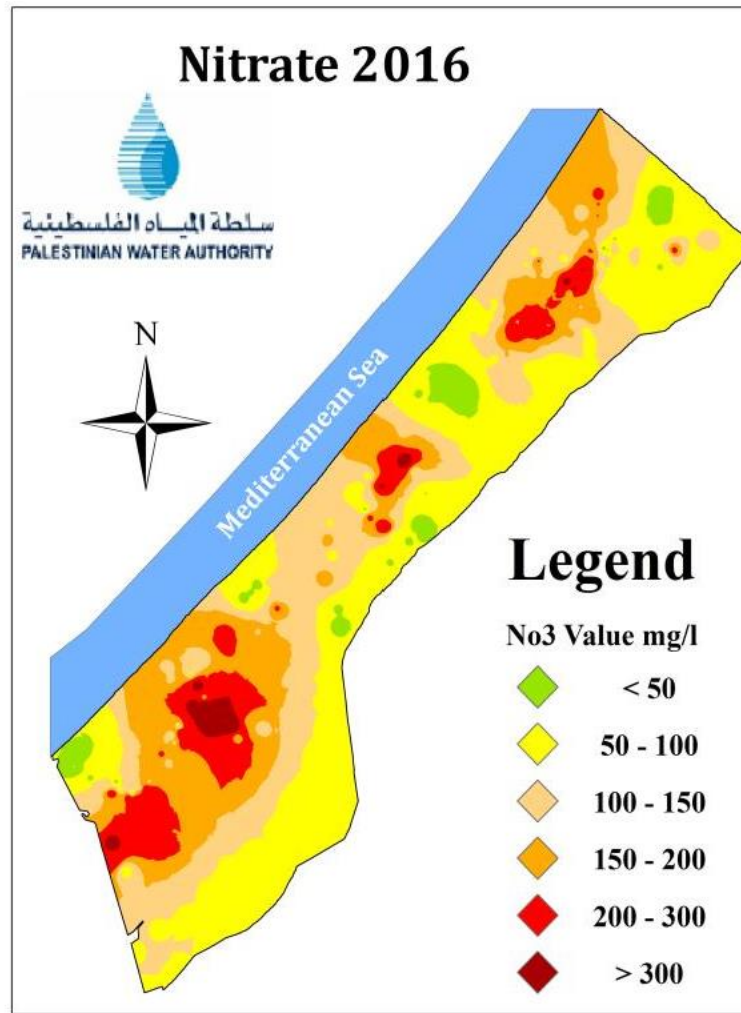 Nitrate 2016
سلطة المياه الفلسطينية
PALESTINIAN WATER AUTHORITY
N
Mediterranean Sea
Legend
No3 Value mg/l
< 50
50 - 100
100 - 150
150 - 200
200 - 300
> 300